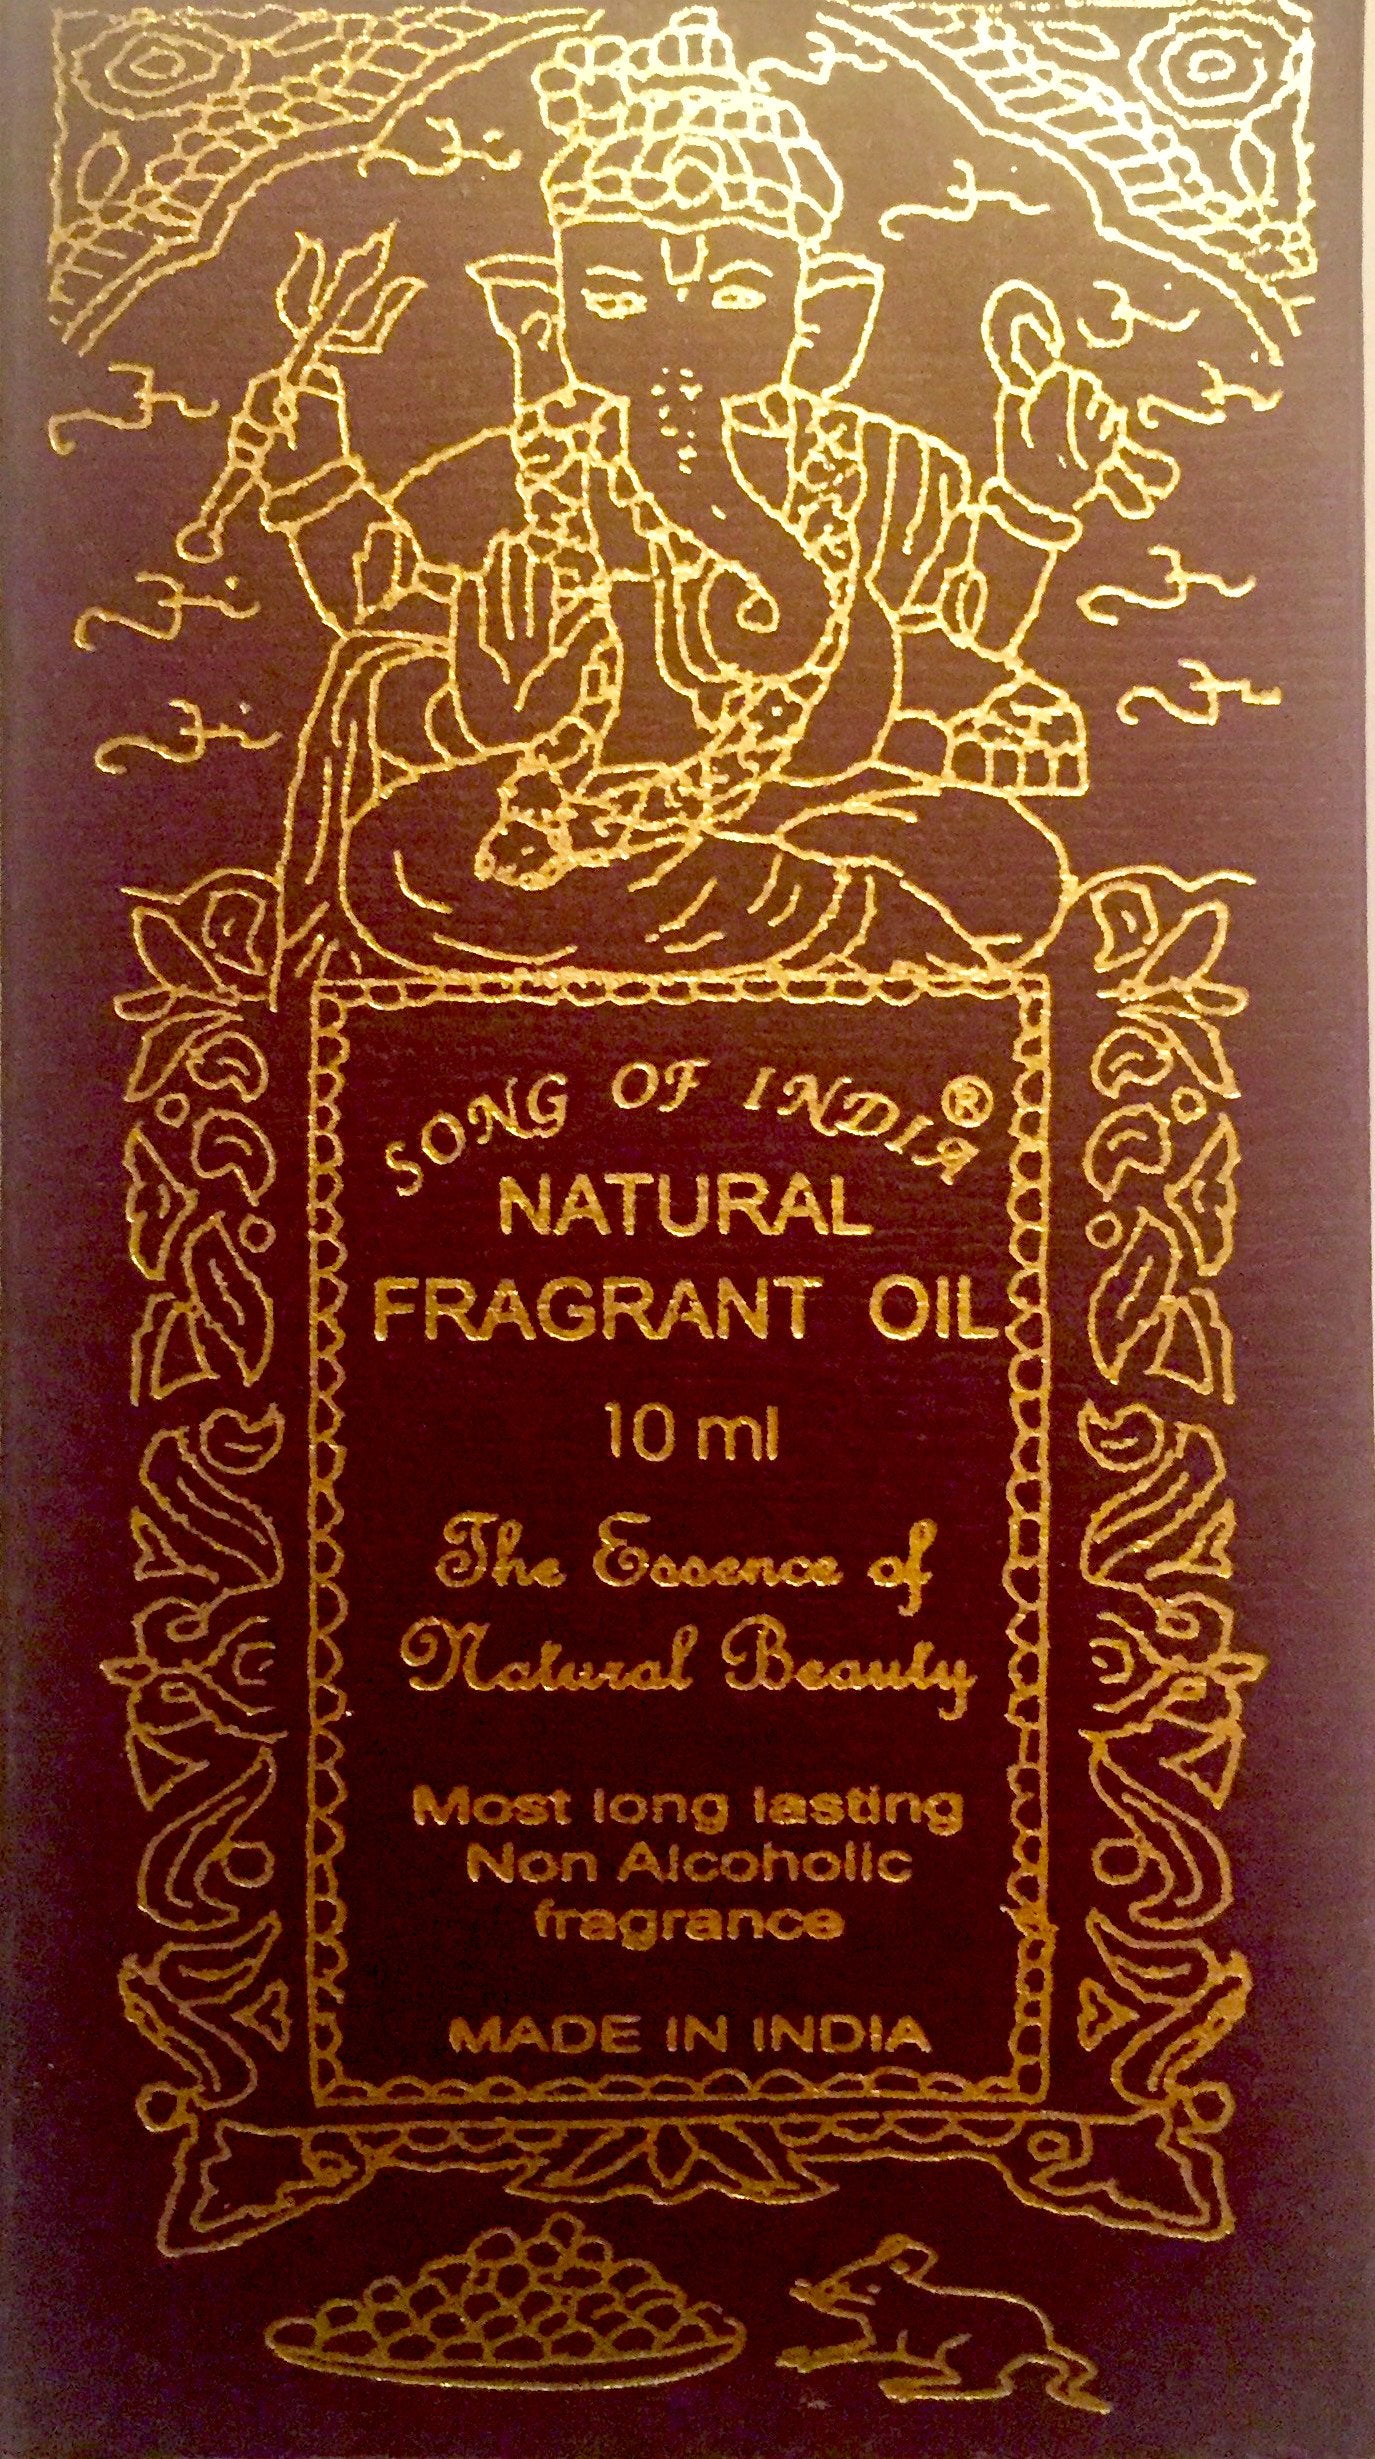 SONG OF INDIA®
NATURAL
FRAGRANT OIL
10 ml
The Essence of
Natural Beauty
Most long lasting
Non Alcoholic
fragrance
MADE IN INDIA